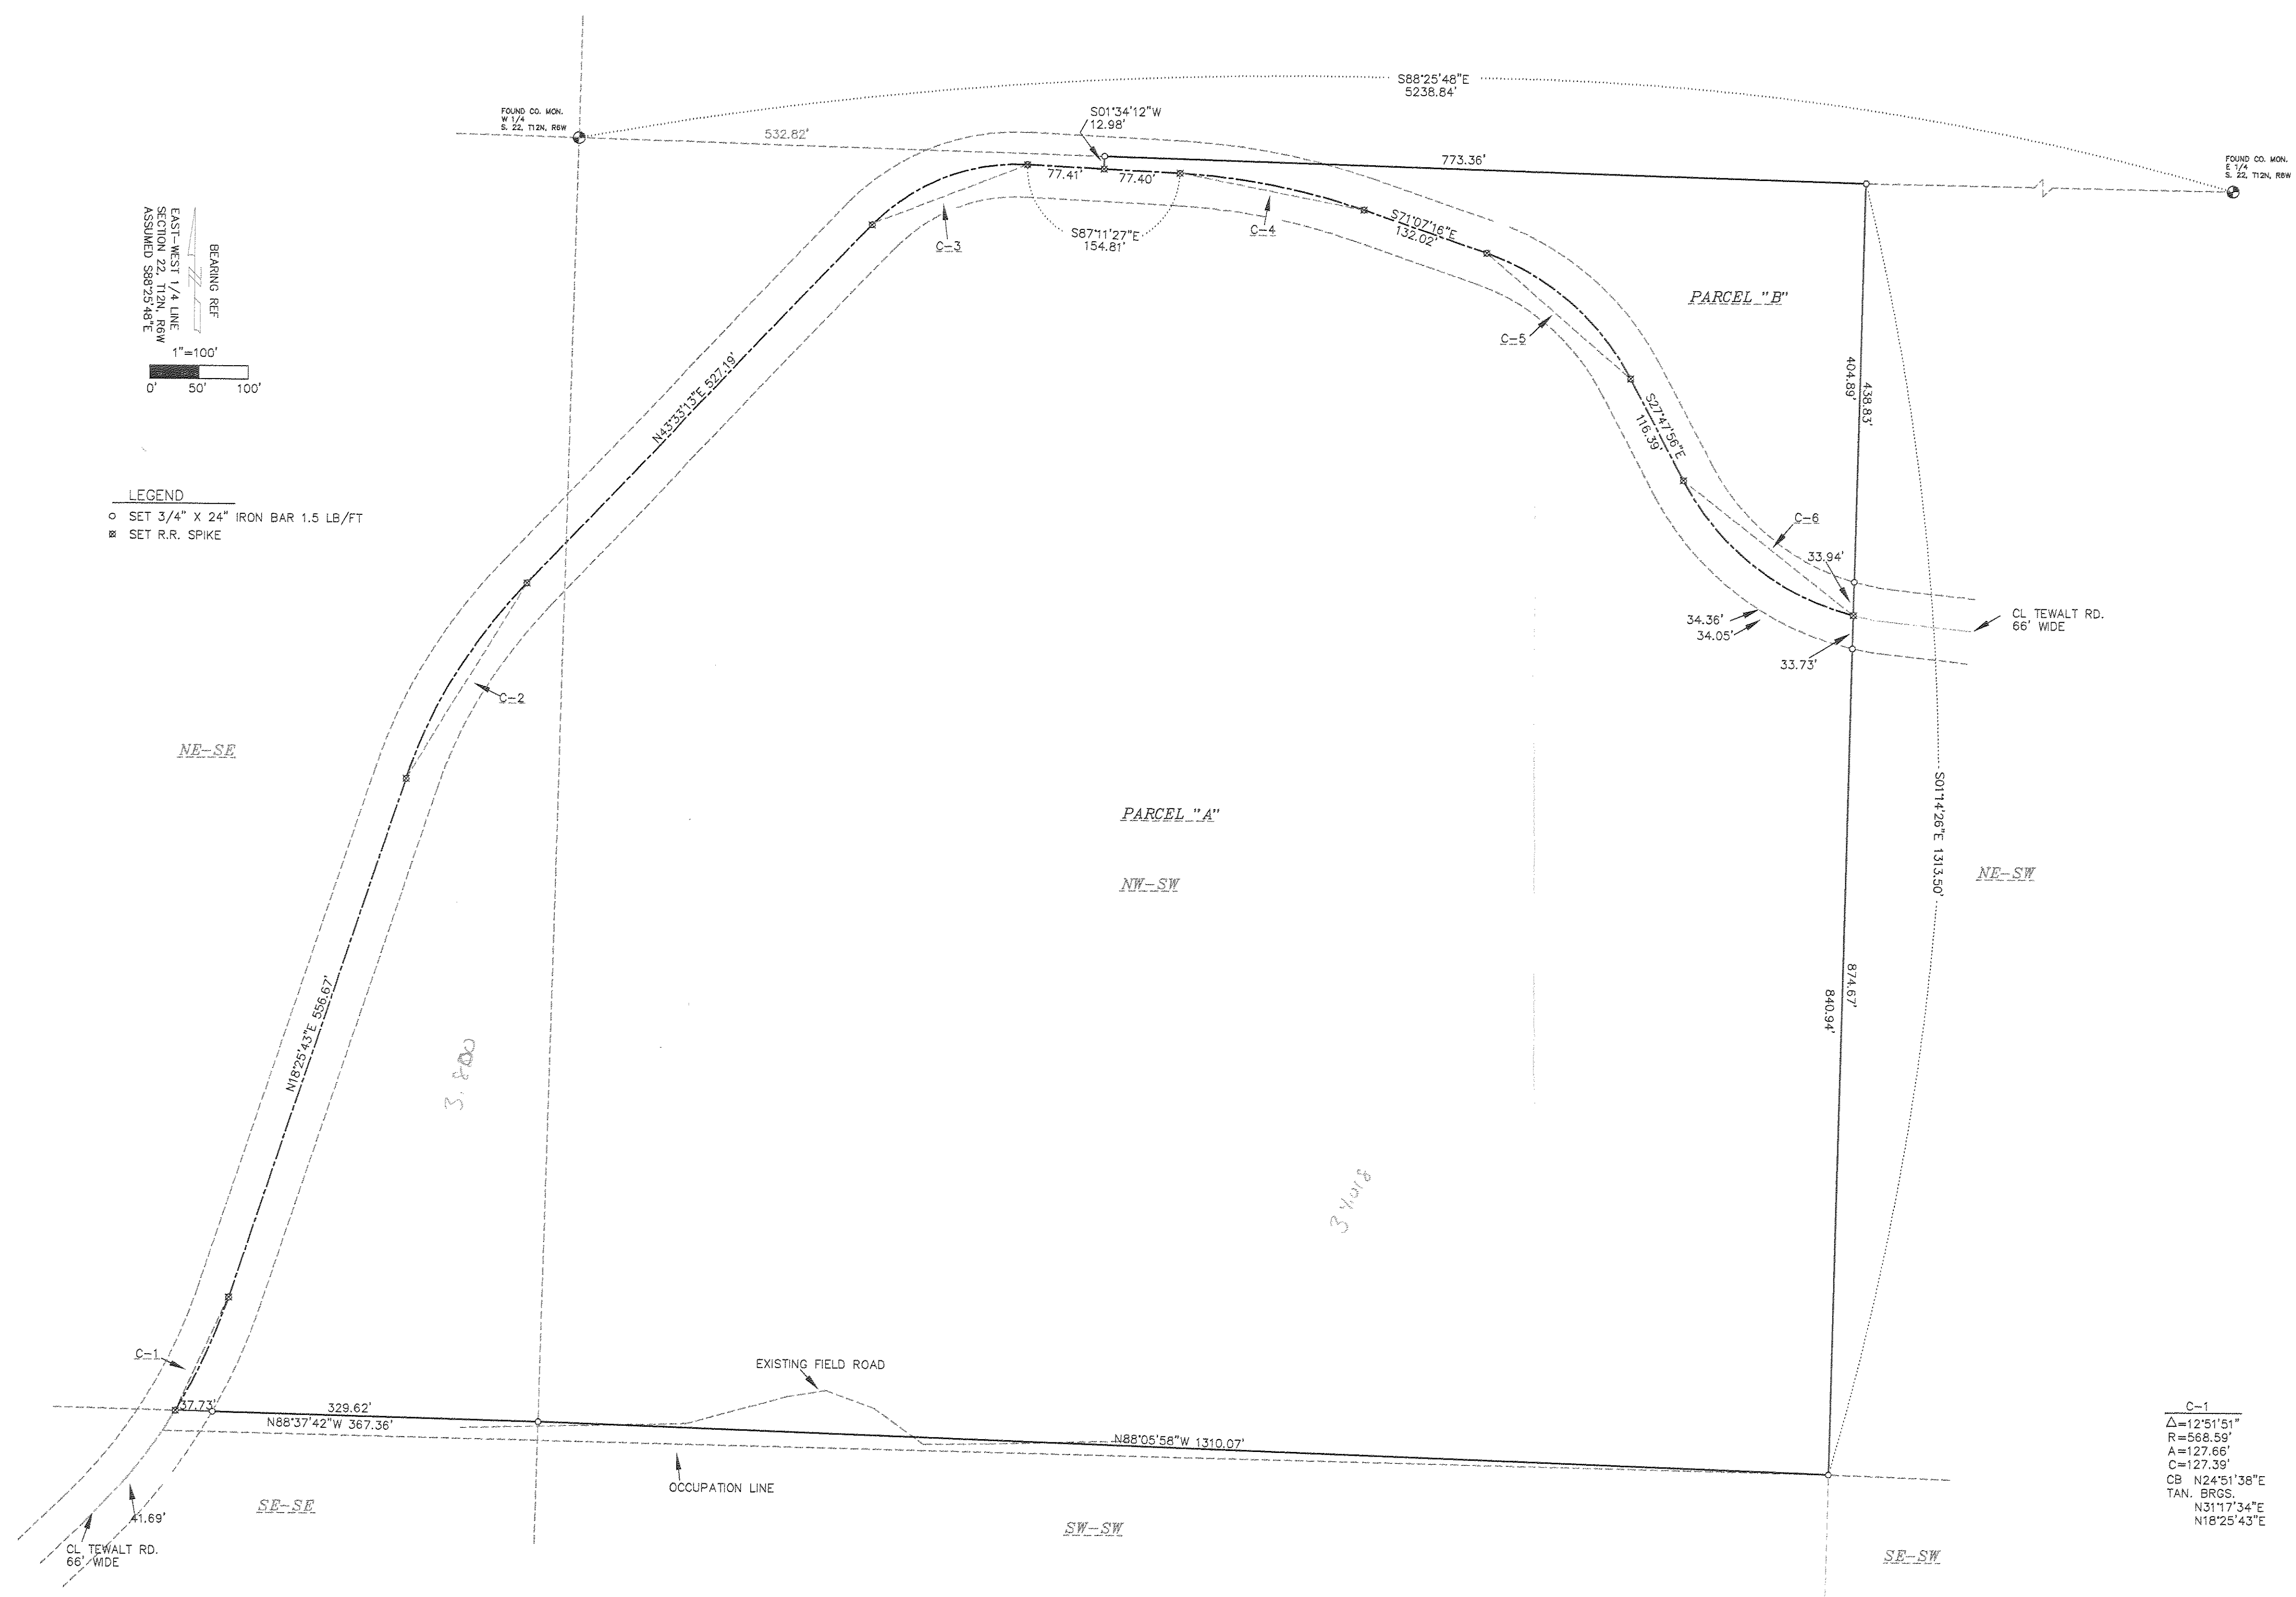 S88°25'48"E
5238.84'
FOUND CO. MON.
W 1/4
S. 22, T12N, R6W
532.82'
S01°34'12"W
12.98'
773.36'
FOUND CO. MON.
E 1/4
S. 22, T12N, R6W
77.41'
77.40'
S87°11'27"E
154.81'
C-3
C-4
S71°07'16"E
132.02'
C-5
PARCEL "B"
BEARING REF
EAST-WEST 1/4 LINE
SECTION 22, T12N, R6W
ASSUMED S88°25'48"E
1"=100'
0' 50' 100'
N43°33'13"E 527.19'
404.89'
438.83'
S27°47'56"E
116.39'
LEGEND
SET 3/4" X 24" IRON BAR 1.5 LB/FT
SET R.R. SPIKE
C-6
33.94'
34.36'
34.05'
33.73'
CL TEWALT RD.
66' WIDE
C-2
NE-SE
PARCEL "A"
NW-SW
S01°14'26"E 1313.50'
NE-SW
874.67'
840.94'
N18°25'43"E 556.67'
3.800
34.018
C-1
37.73'
329.62'
N88°37'42"W 367.36'
EXISTING FIELD ROAD
N88°05'58"W 1310.07'
OCCUPATION LINE
SE-SE
SW-SW
SE-SW
41.69'
CL TEWALT RD.
66' WIDE
C-1
△=12°51'51"
R=568.59'
A=127.66'
C=127.39'
CB N24°51'38"E
TAN. BRGS.
N31°17'34"E
N18°25'43"E